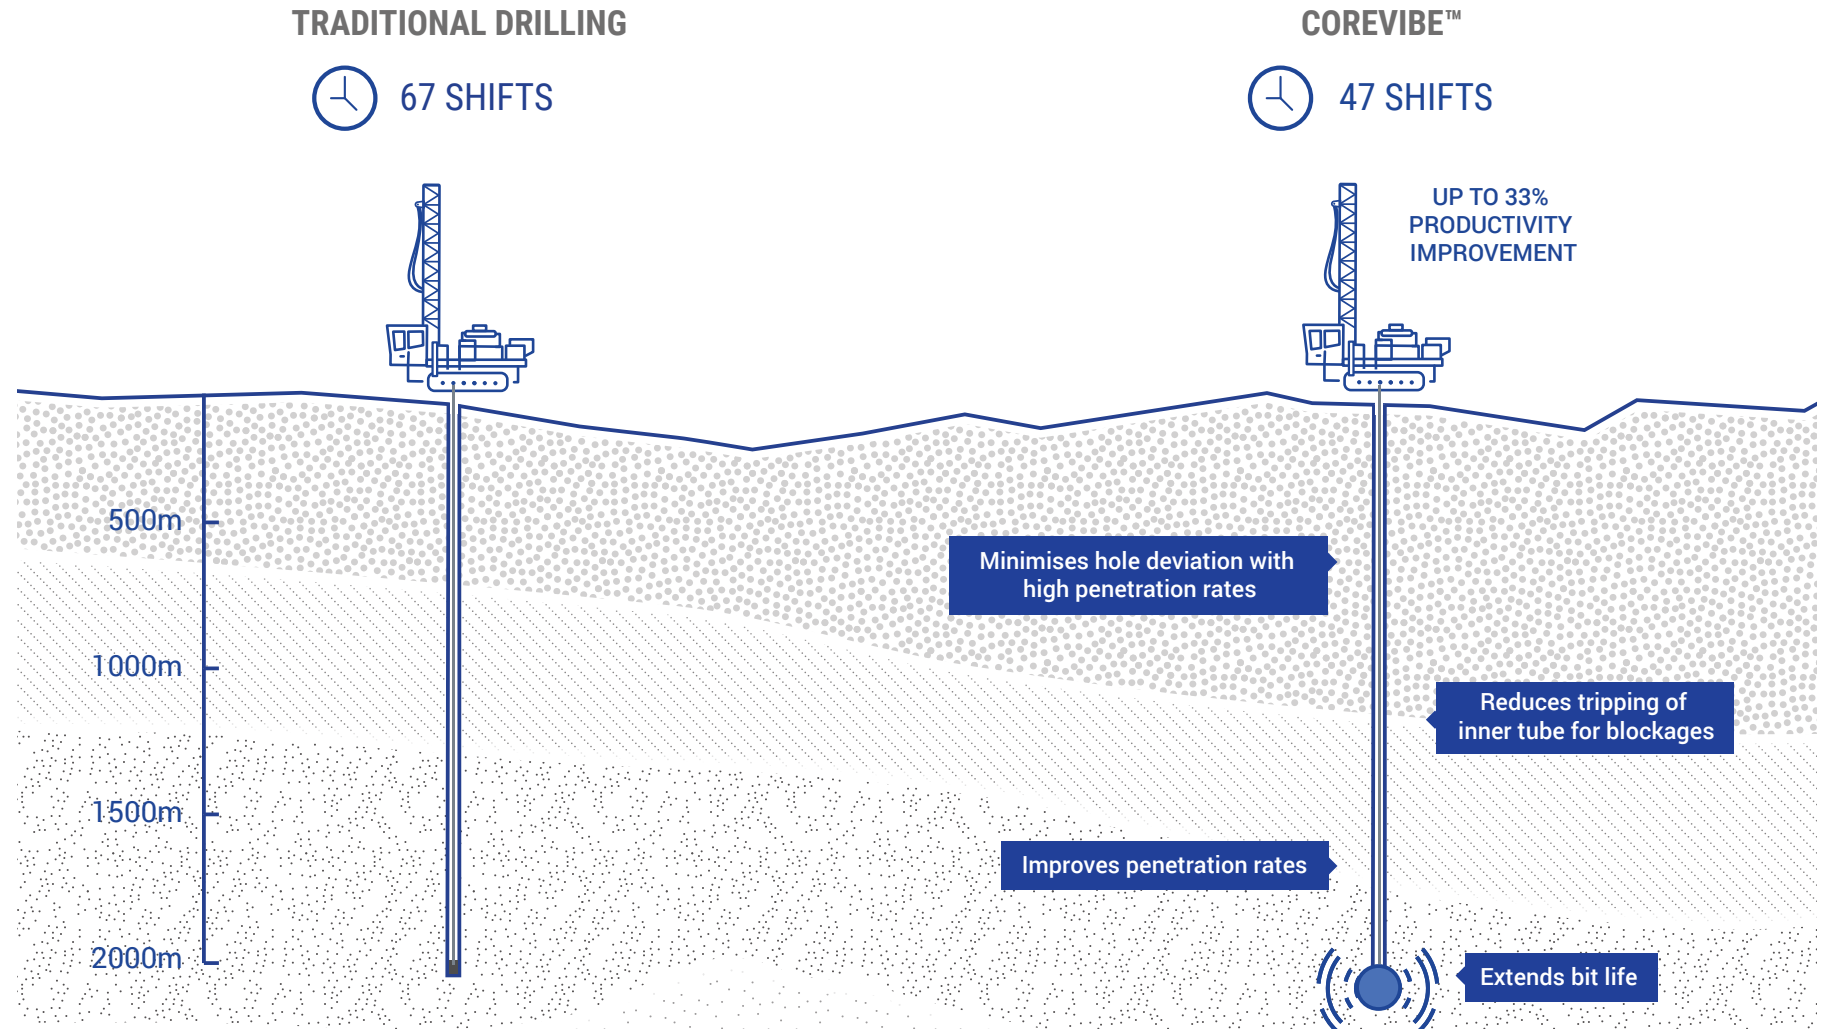 TRADITIONAL DRILLING
67 SHIFTS
COREVIBE™
47 SHIFTS
UP TO 33%
PRODUCTIVITY
IMPROVEMENT
500m
1000m
1500m
2000m
Minimises hole deviation with
high penetration rates
Reduces tripping of
inner tube for blockages
Improves penetration rates
Extends bit life